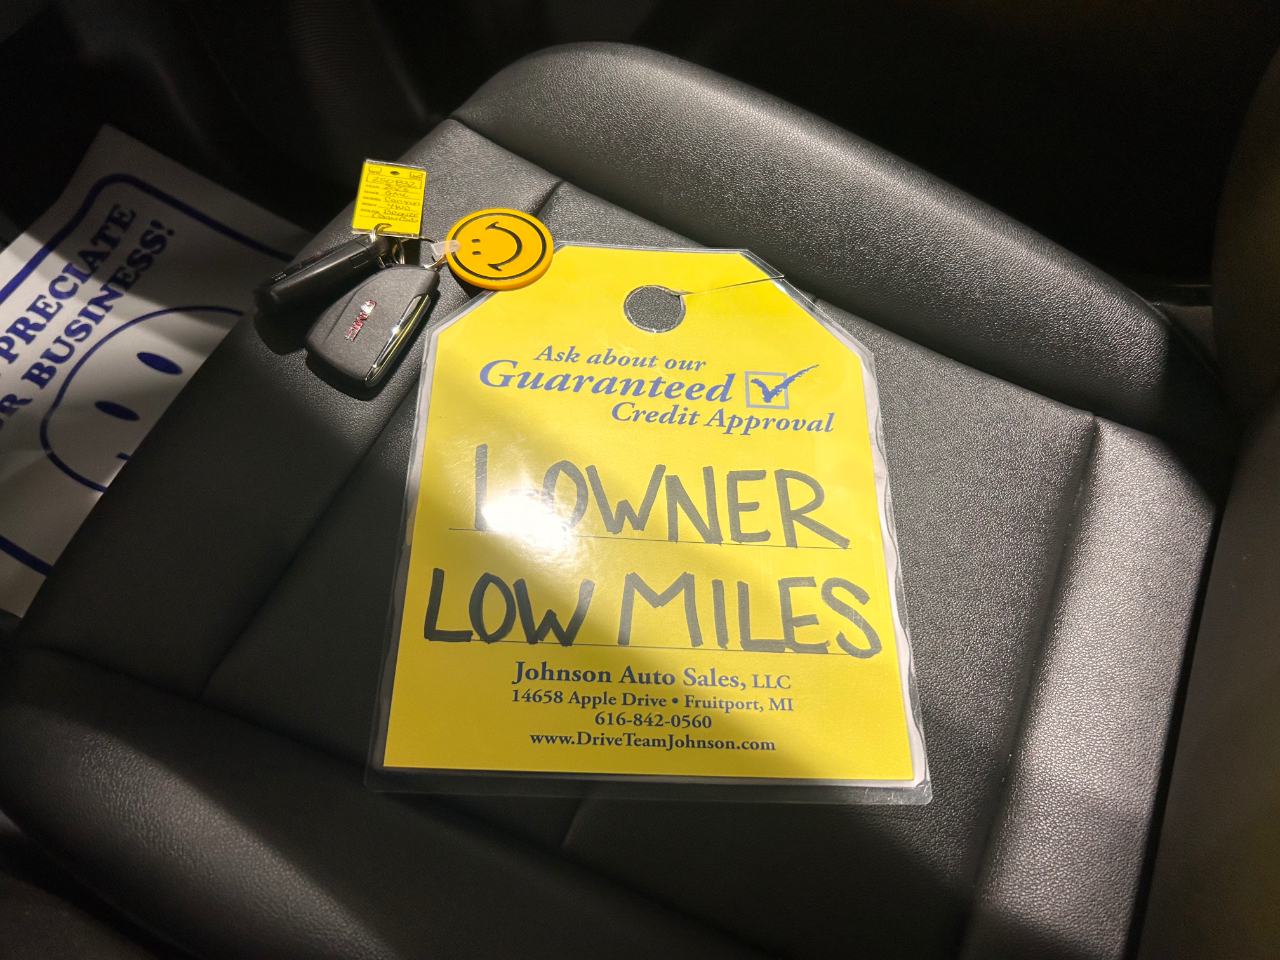 PRECIATE
R BUSINESS!
GMC
Ask about our
Guaranteed
Credit Approval
1 OWNER
LOW MILES
Johnson Auto Sales, LLC
14658 Apple Drive • Fruitport, MI
616-842-0560
www.DriveTeamJohnson.com